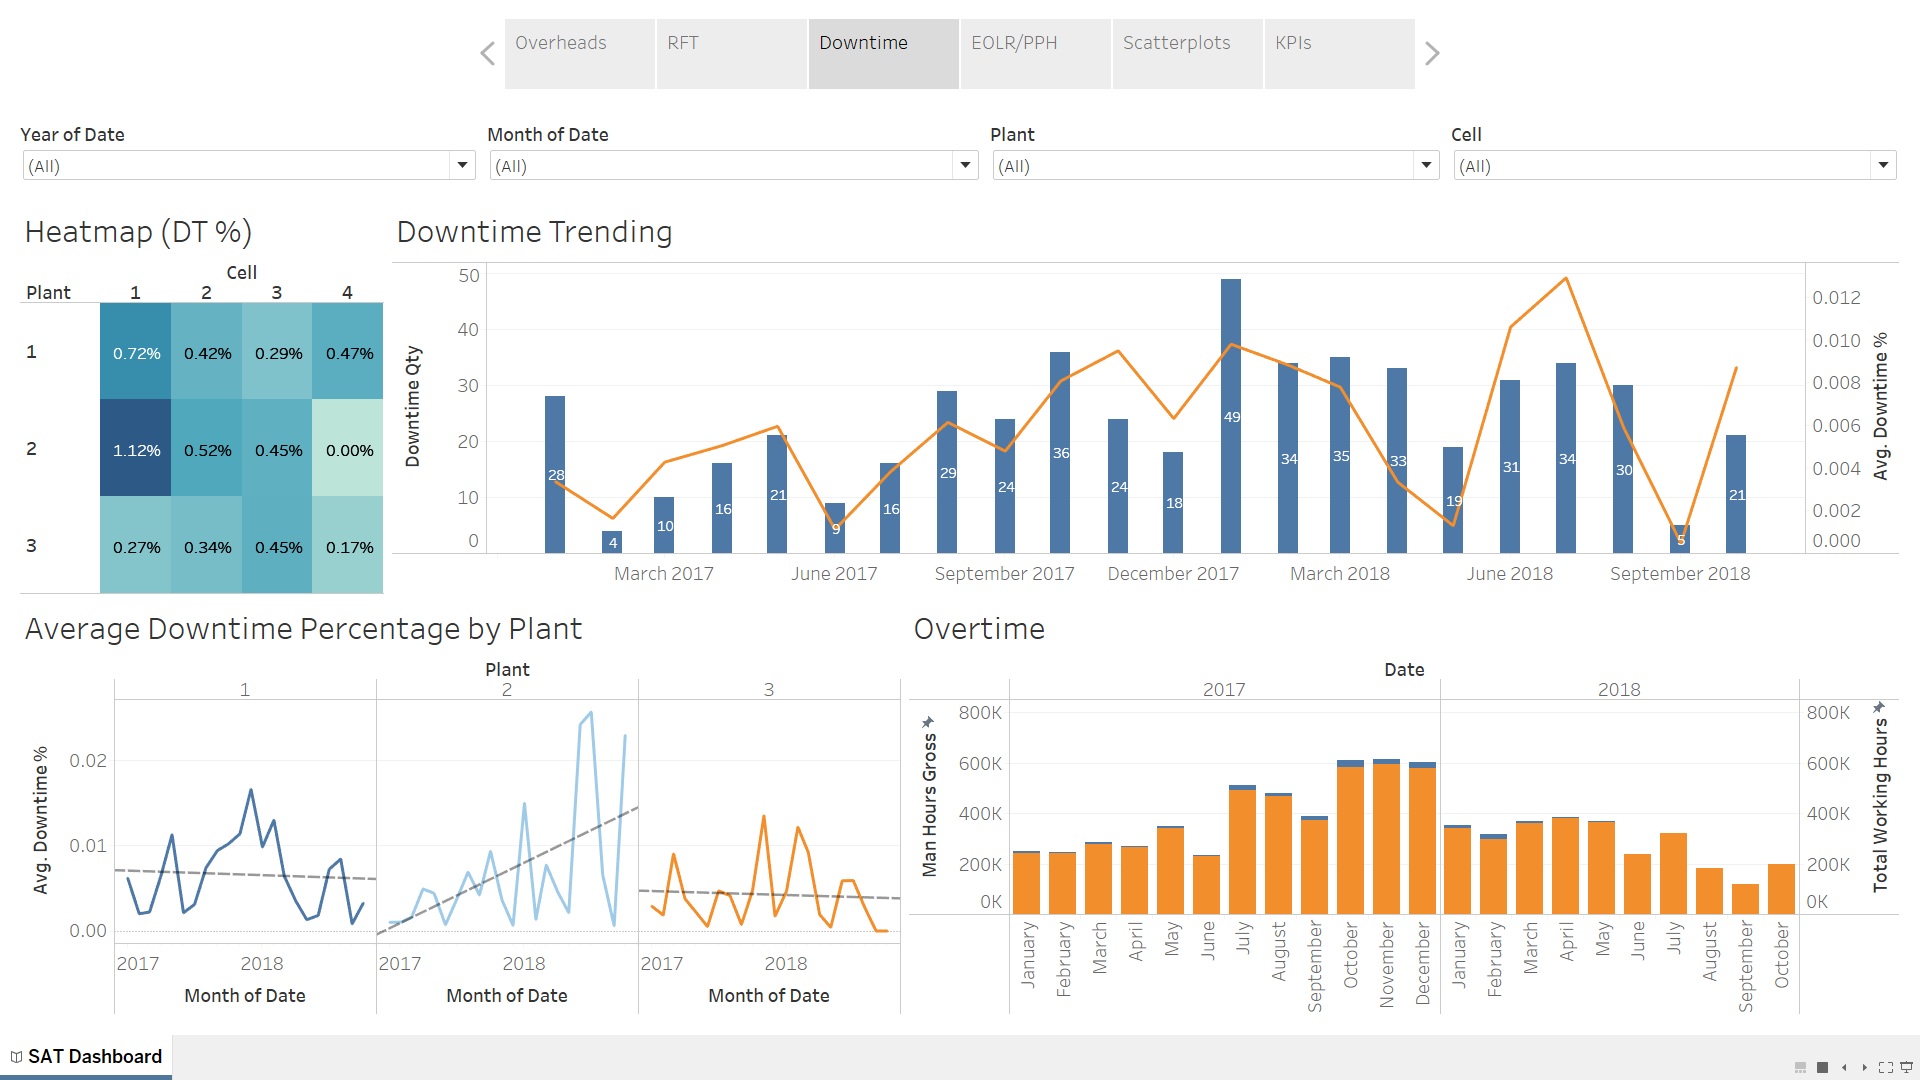 Overheads RFT Downtime EOLR/PPH Scatterplots KPIs
Year of Date Month of Date Plant Cell
(All) (All) (All) (All)
Heatmap (DT %)
Cell
Plant 1 2 3 4
1 0.72% 0.42% 0.29% 0.47%
2 1.12% 0.52% 0.45% 0.00%
3 0.27% 0.34% 0.45% 0.17%
Downtime Trending
Downtime Qty
50
40
30
20
10
0
28 4 10 16 21 9 16 29 24 36 24 18 49 34 35 33 19 31 34 30 5 21
0.012
0.010
0.008
0.006
0.004
0.002
0.000
Avg. Downtime %
March 2017 June 2017 September 2017 December 2017 March 2018 June 2018 September 2018
Average Downtime Percentage by Plant
Plant
1 2 3
Avg. Downtime %
0.02
0.01
0.00
2017 2018 2017 2018 2017 2018
Month of Date Month of Date Month of Date
Overtime
Date
2017 2018
Man Hours Gross
800K
600K
400K
200K
0K
800K
600K
400K
200K
0K
Total Working Hours
January February March April May June July August September October November December January February March April May June July August September October
SAT Dashboard